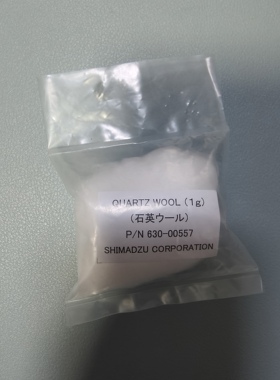 QUARTZ WOOL (1g)
(石英ウール)
P/N 630-00557
SHIMADZU CORPORATION